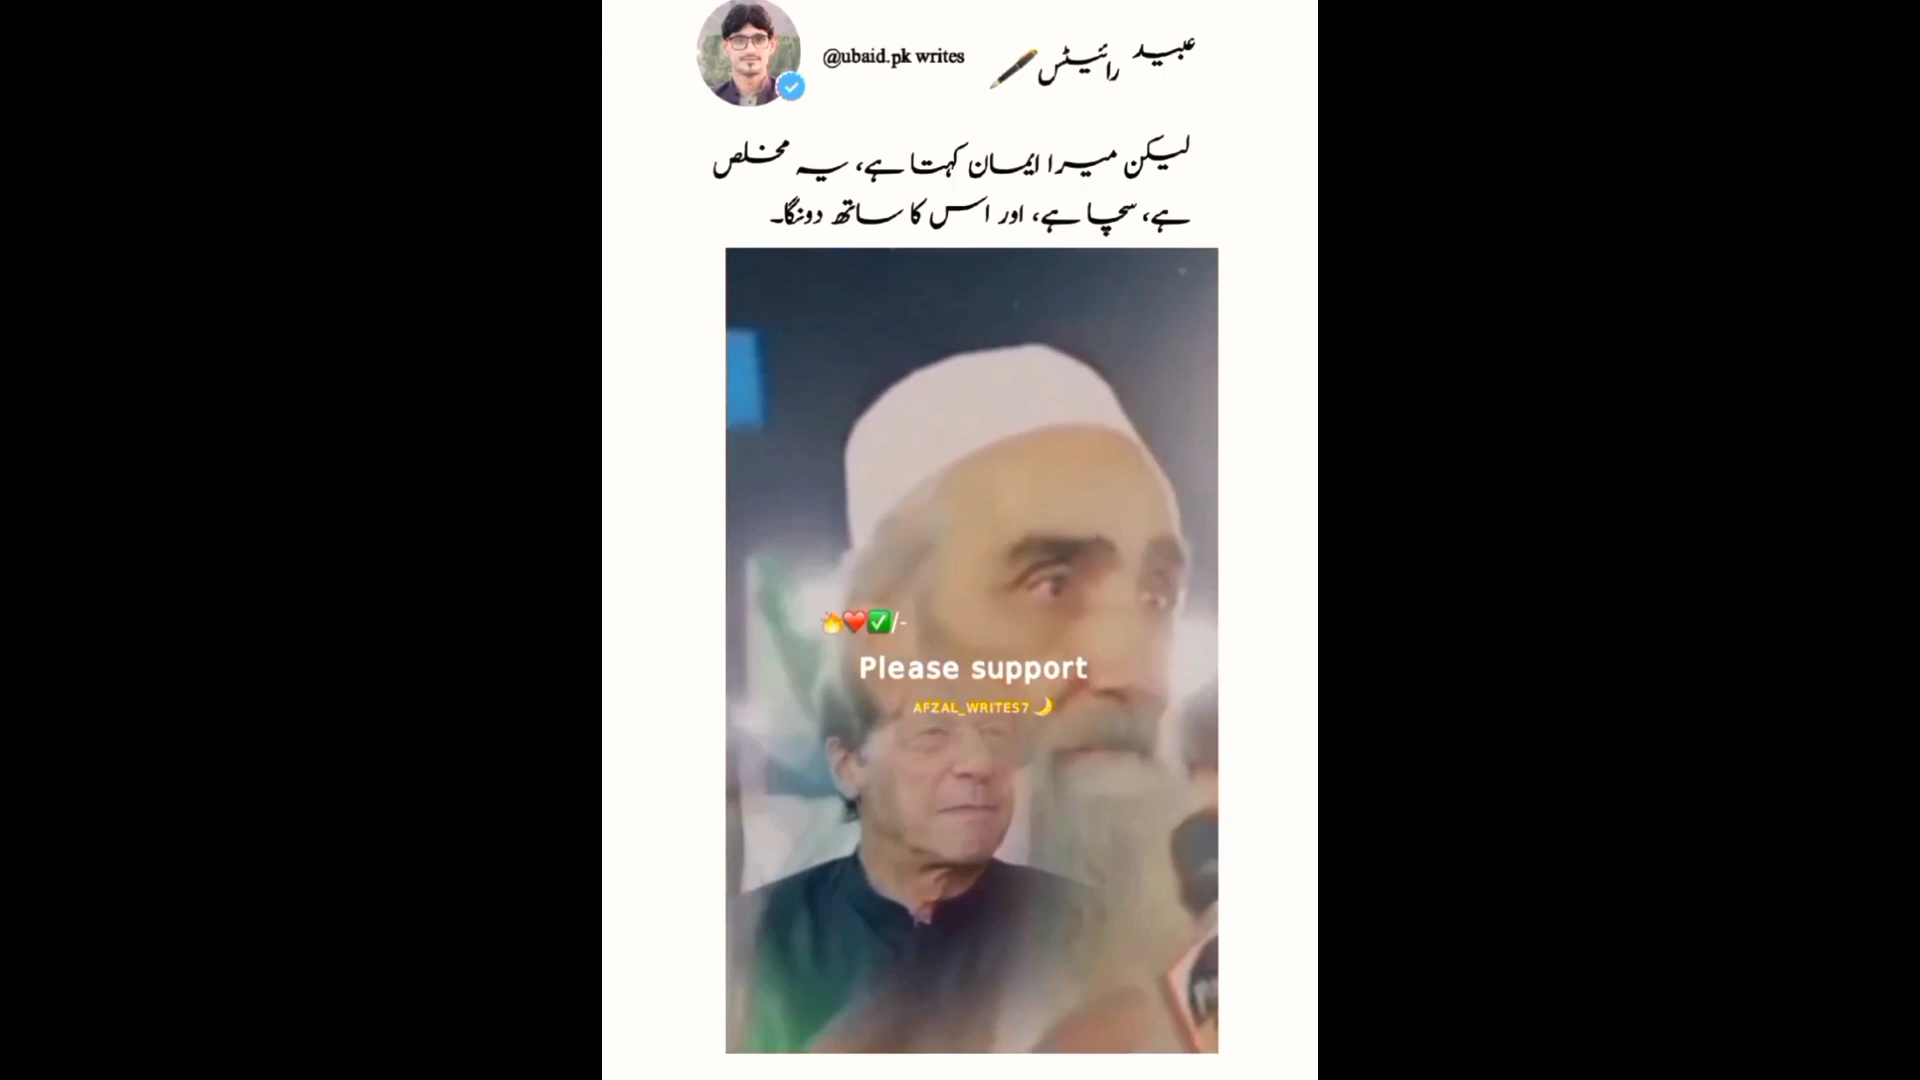 @ubaid.pk writes
عبید رائیٹس🖋️
لیکن میرا ایمان کہتا ہے، یہ مخلص
ہے، سچا ہے، اور اس کا ساتھ دونگا۔
🔥❤️✅/-
Please support
AFZAL_WRITES7🌙